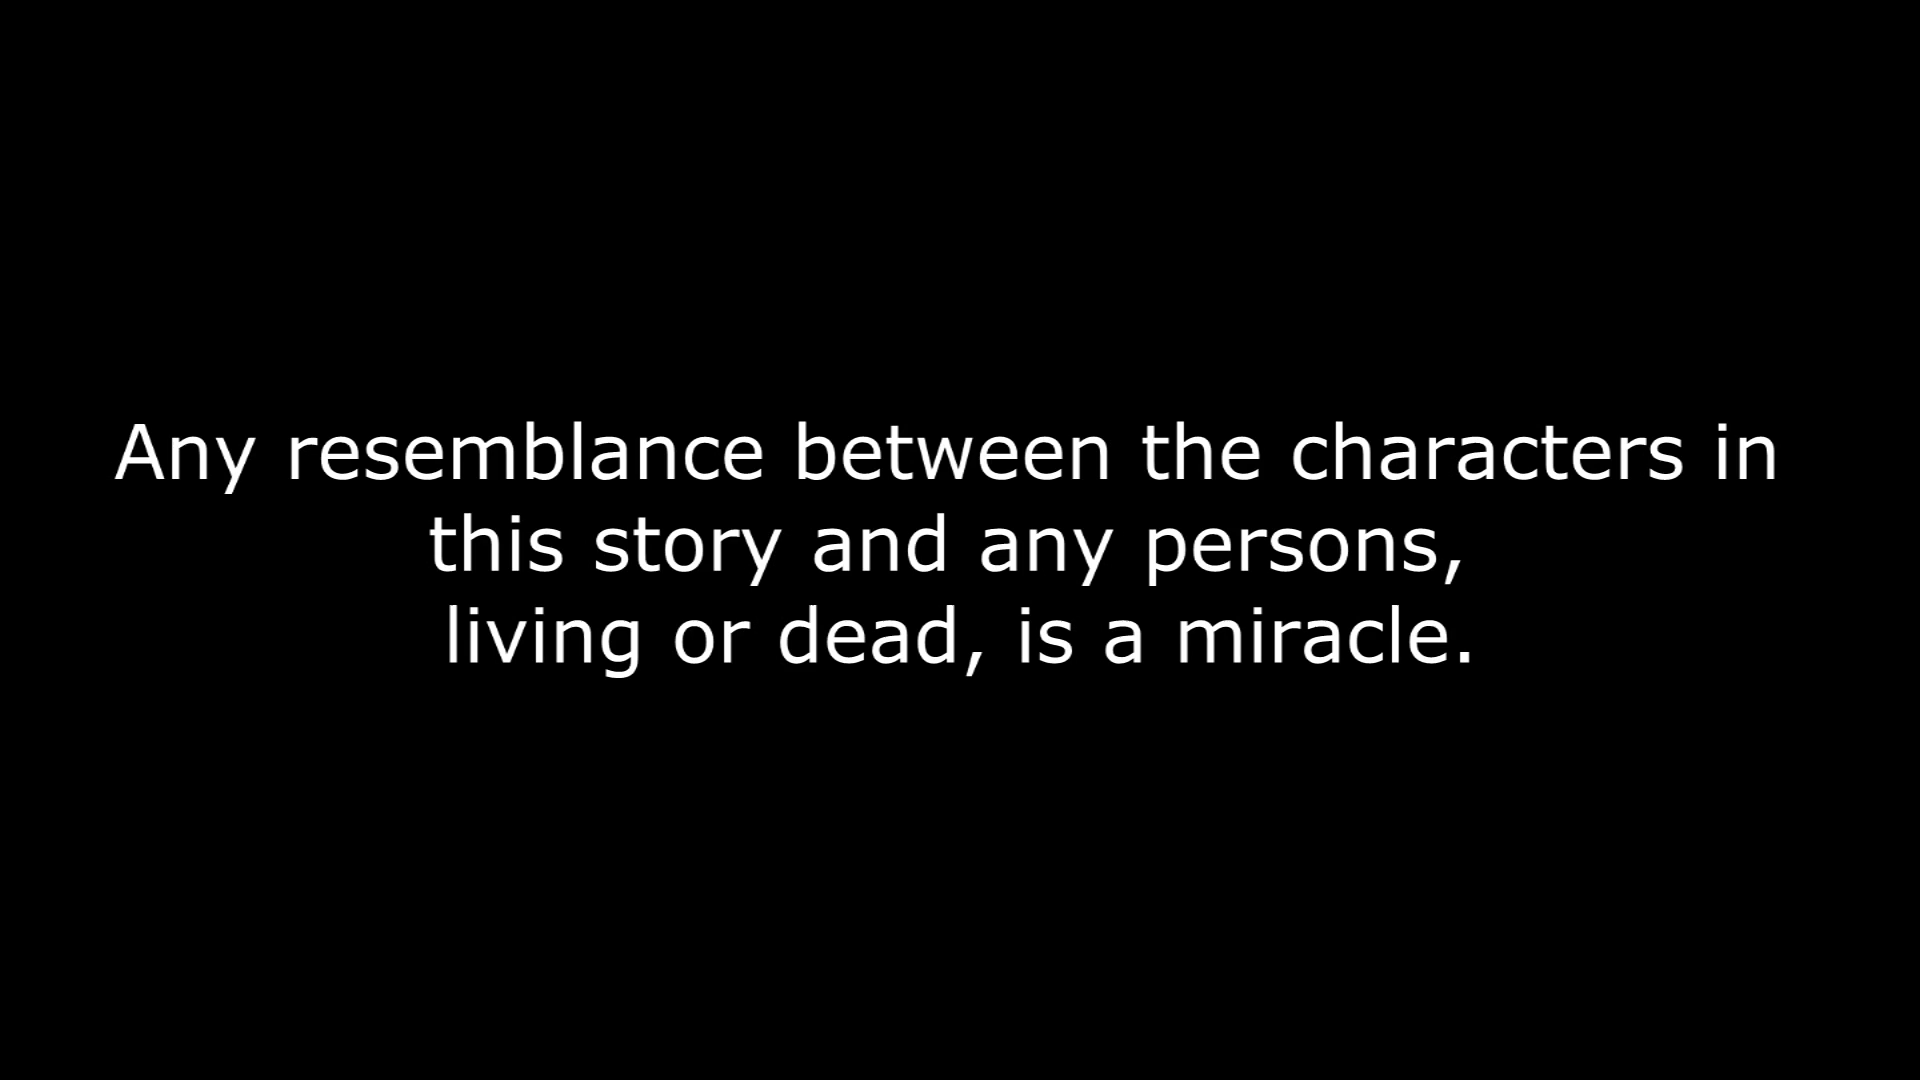 Any resemblance between the characters in
this story and any persons,
living or dead, is a miracle.